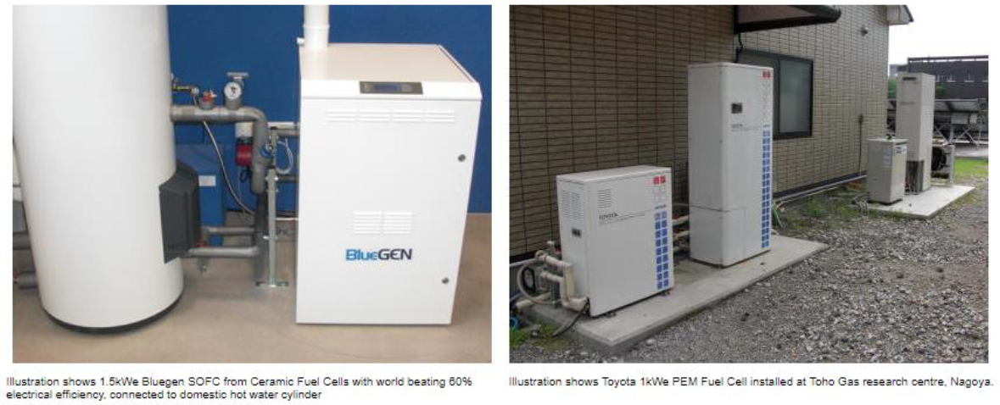 BlueGEN
TOYOTA
Illustration shows 1.5kWe Bluegen SOFC from Ceramic Fuel Cells with world beating 60%
electrical efficiency, connected to domestic hot water cylinder
Illustration shows Toyota 1kWe PEM Fuel Cell installed at Toho Gas research centre, Nagoya.